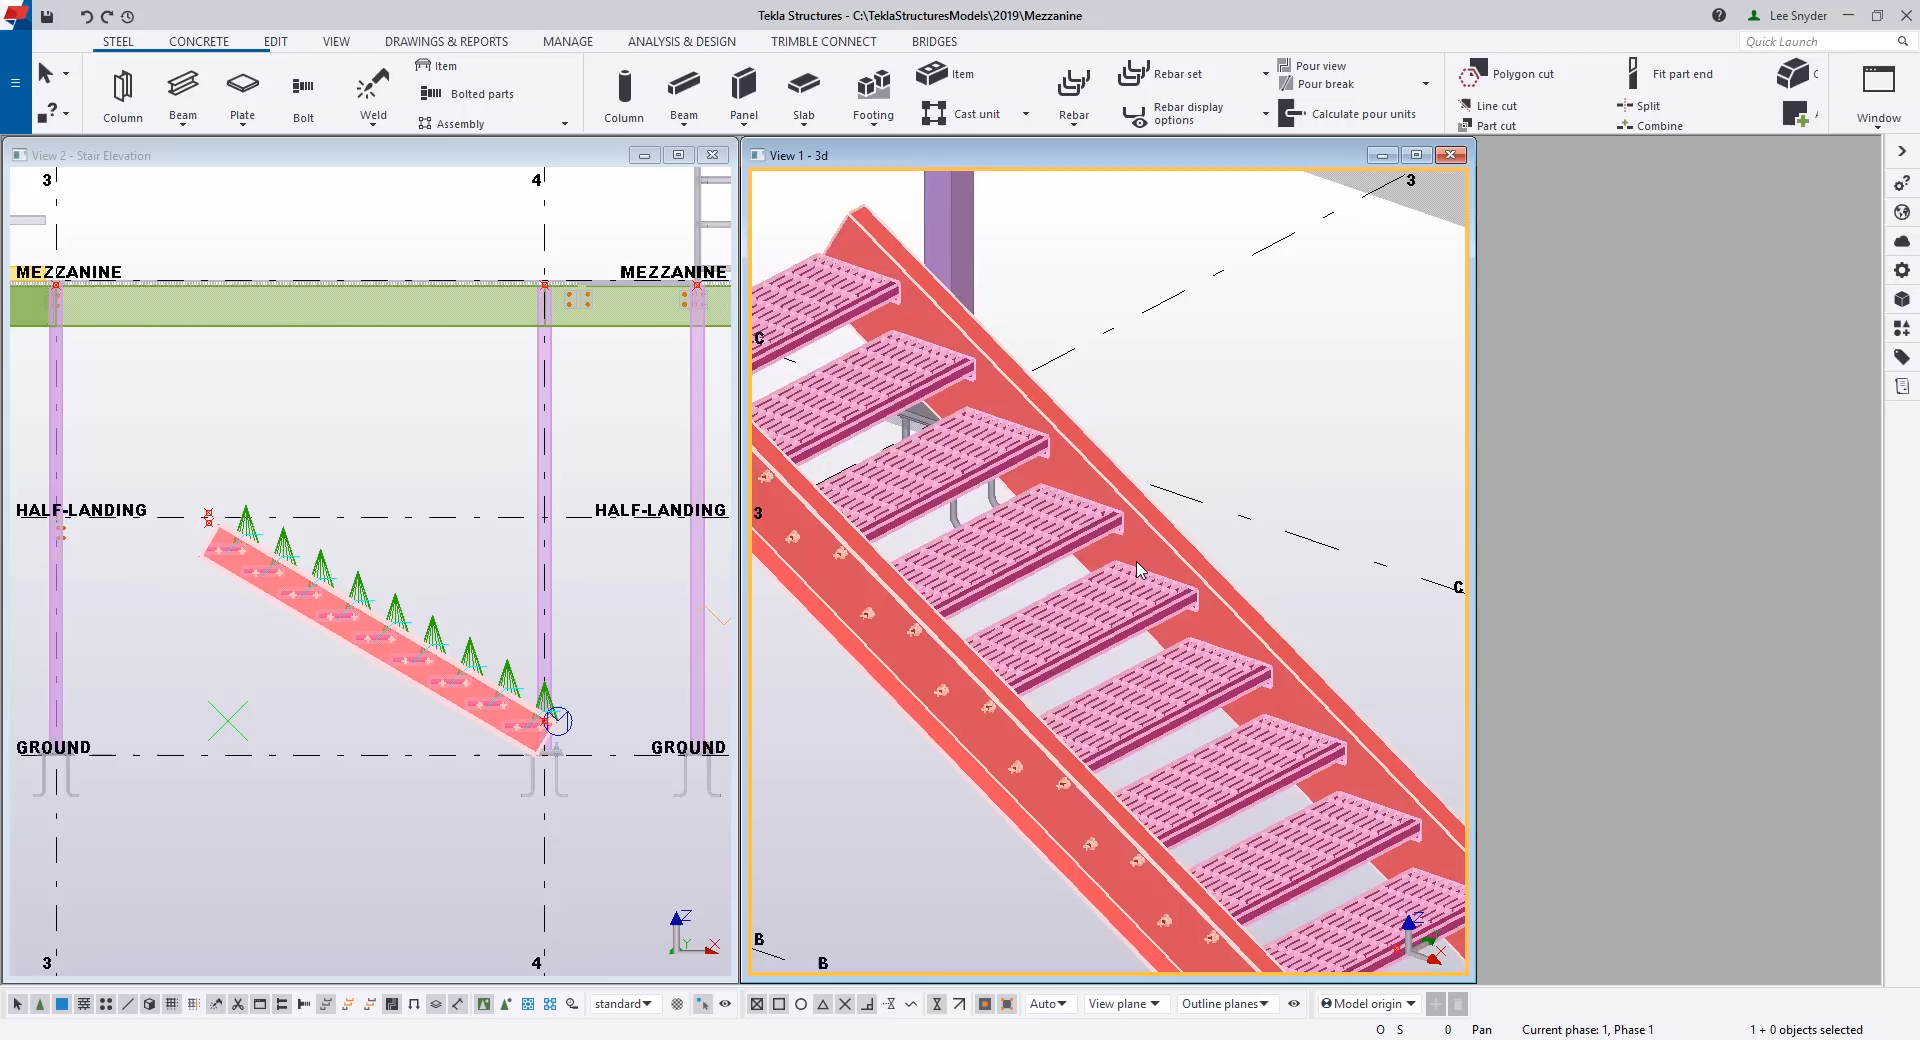 Tekla Structures - C:\TeklaStructuresModels\2019\Mezzanine
Lee Snyder
STEEL CONCRETE EDIT VIEW DRAWINGS & REPORTS MANAGE ANALYSIS & DESIGN TRIMBLE CONNECT BRIDGES
Quick Launch
Column Beam Plate Bolt Weld
Item
Bolted parts
Assembly
Column Beam Panel Slab Footing
Item
Cast unit
Rebar
Rebar set
Rebar display
options
Pour view
Pour break
Calculate pour units
Polygon cut
Line cut
Part cut
Fit part end
Split
Combine
Window
View 2 - Stair Elevation
3 4
MEZZANINE MEZZANINE
HALF-LANDING HALF-LANDING
GROUND GROUND
Z
Y X
3 4
View 1 - 3d
3
C
3
C
B
B
Z
X
standard
Auto
View plane
Outline planes
Model origin
O S 0 Pan Current phase: 1, Phase 1 1 + 0 objects selected